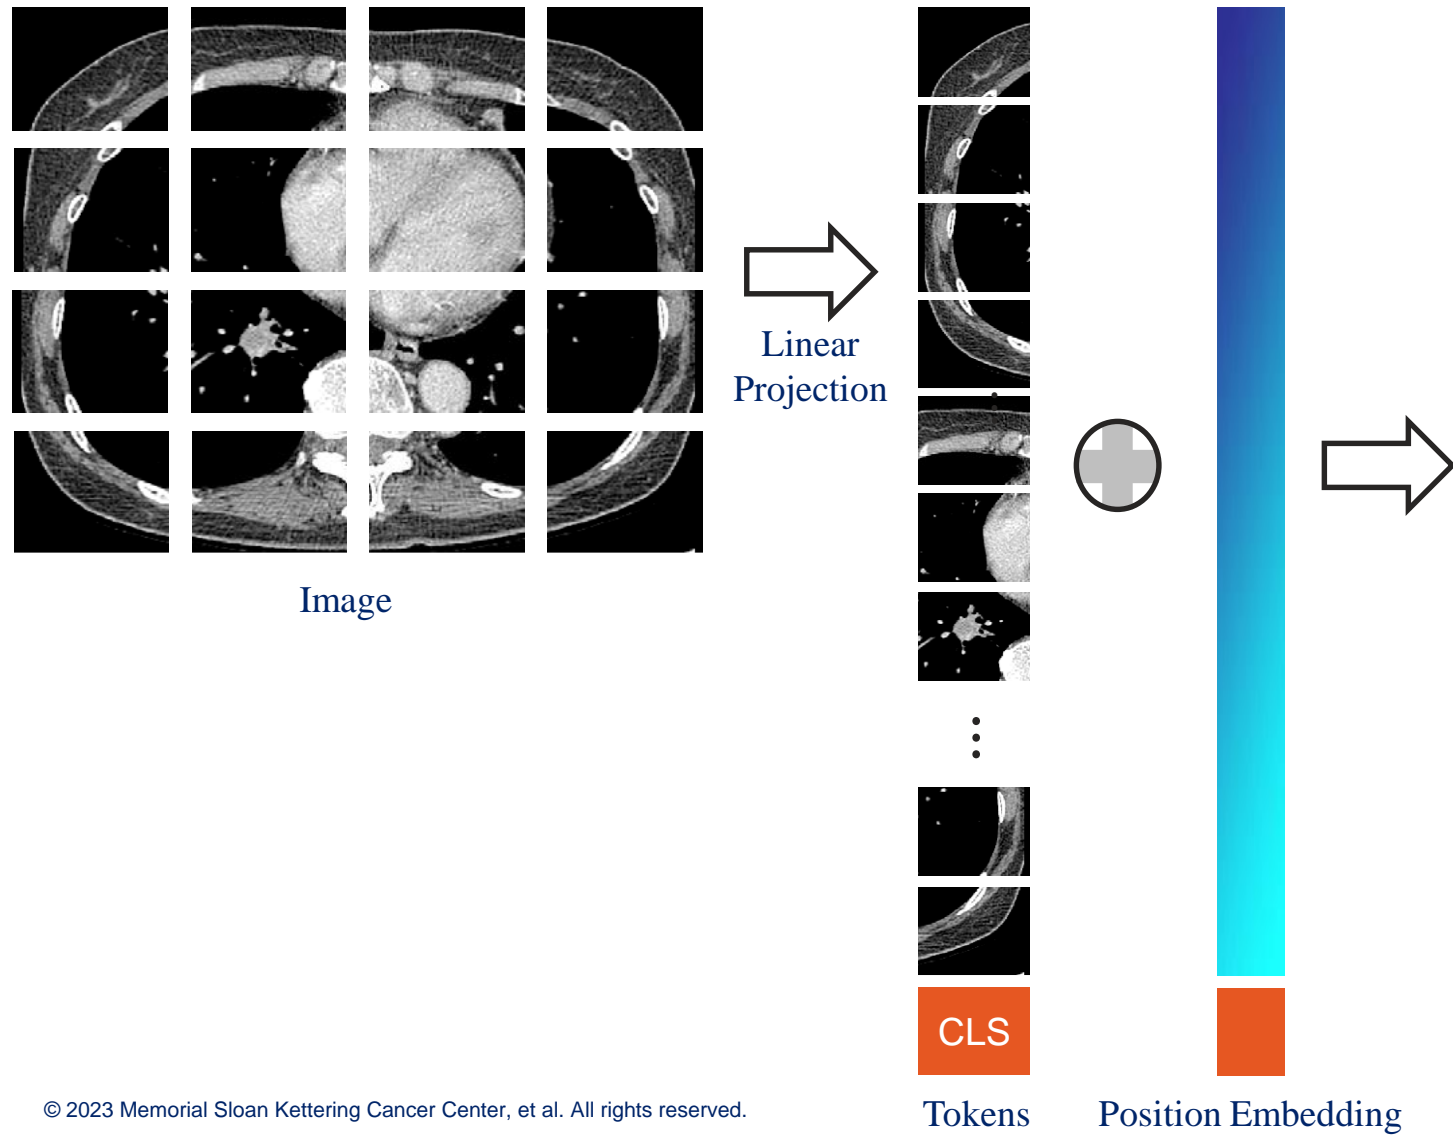 Linear
Projection
Image
CLS
© 2023 Memorial Sloan Kettering Cancer Center, et al. All rights reserved.
Tokens
Position Embedding